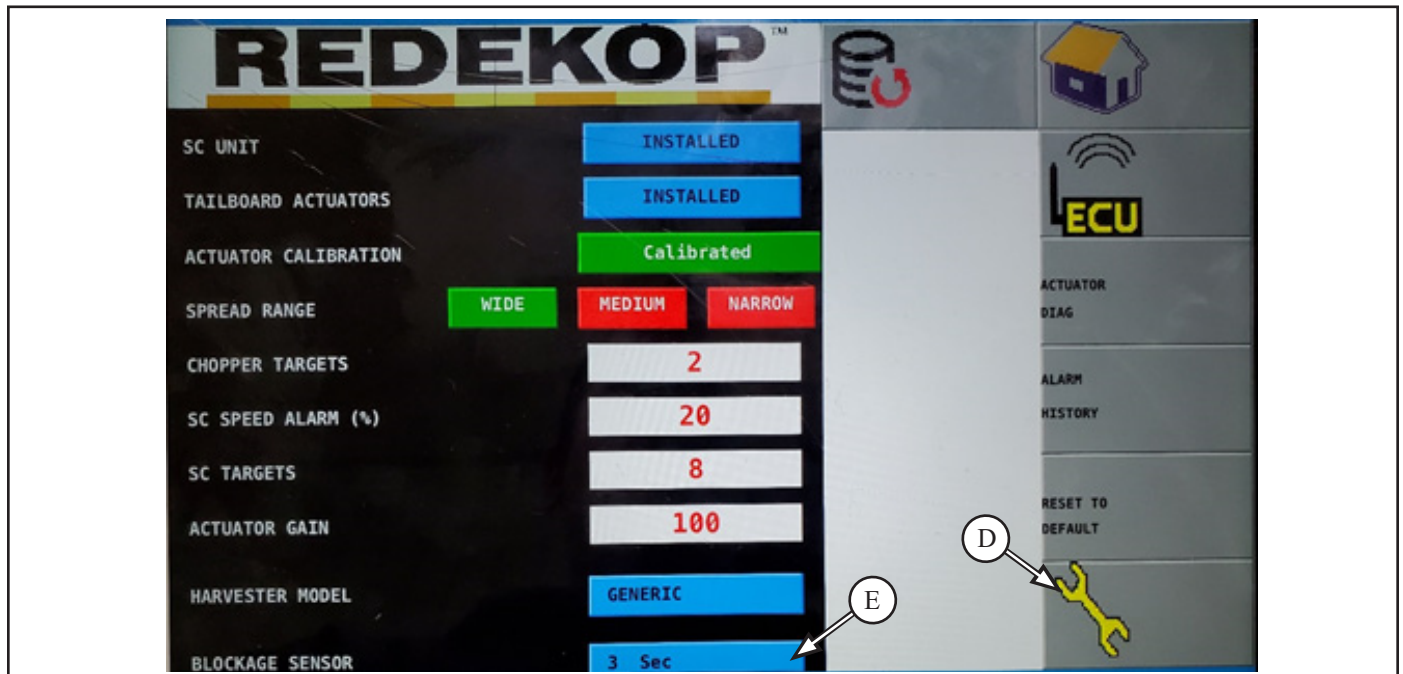 REDEKOP™
SC UNIT INSTALLED
TAILBOARD ACTUATORS INSTALLED
ACTUATOR CALIBRATION Calibrated
SPREAD RANGE WIDE MEDIUM NARROW
CHOPPER TARGETS 2
SC SPEED ALARM (%) 20
SC TARGETS 8
ACTUATOR GAIN 100
HARVESTER MODEL GENERIC
BLOCKAGE SENSOR 3 Sec
ECU
ACTUATOR
DIAG
ALARM
HISTORY
RESET TO
DEFAULT
D
E